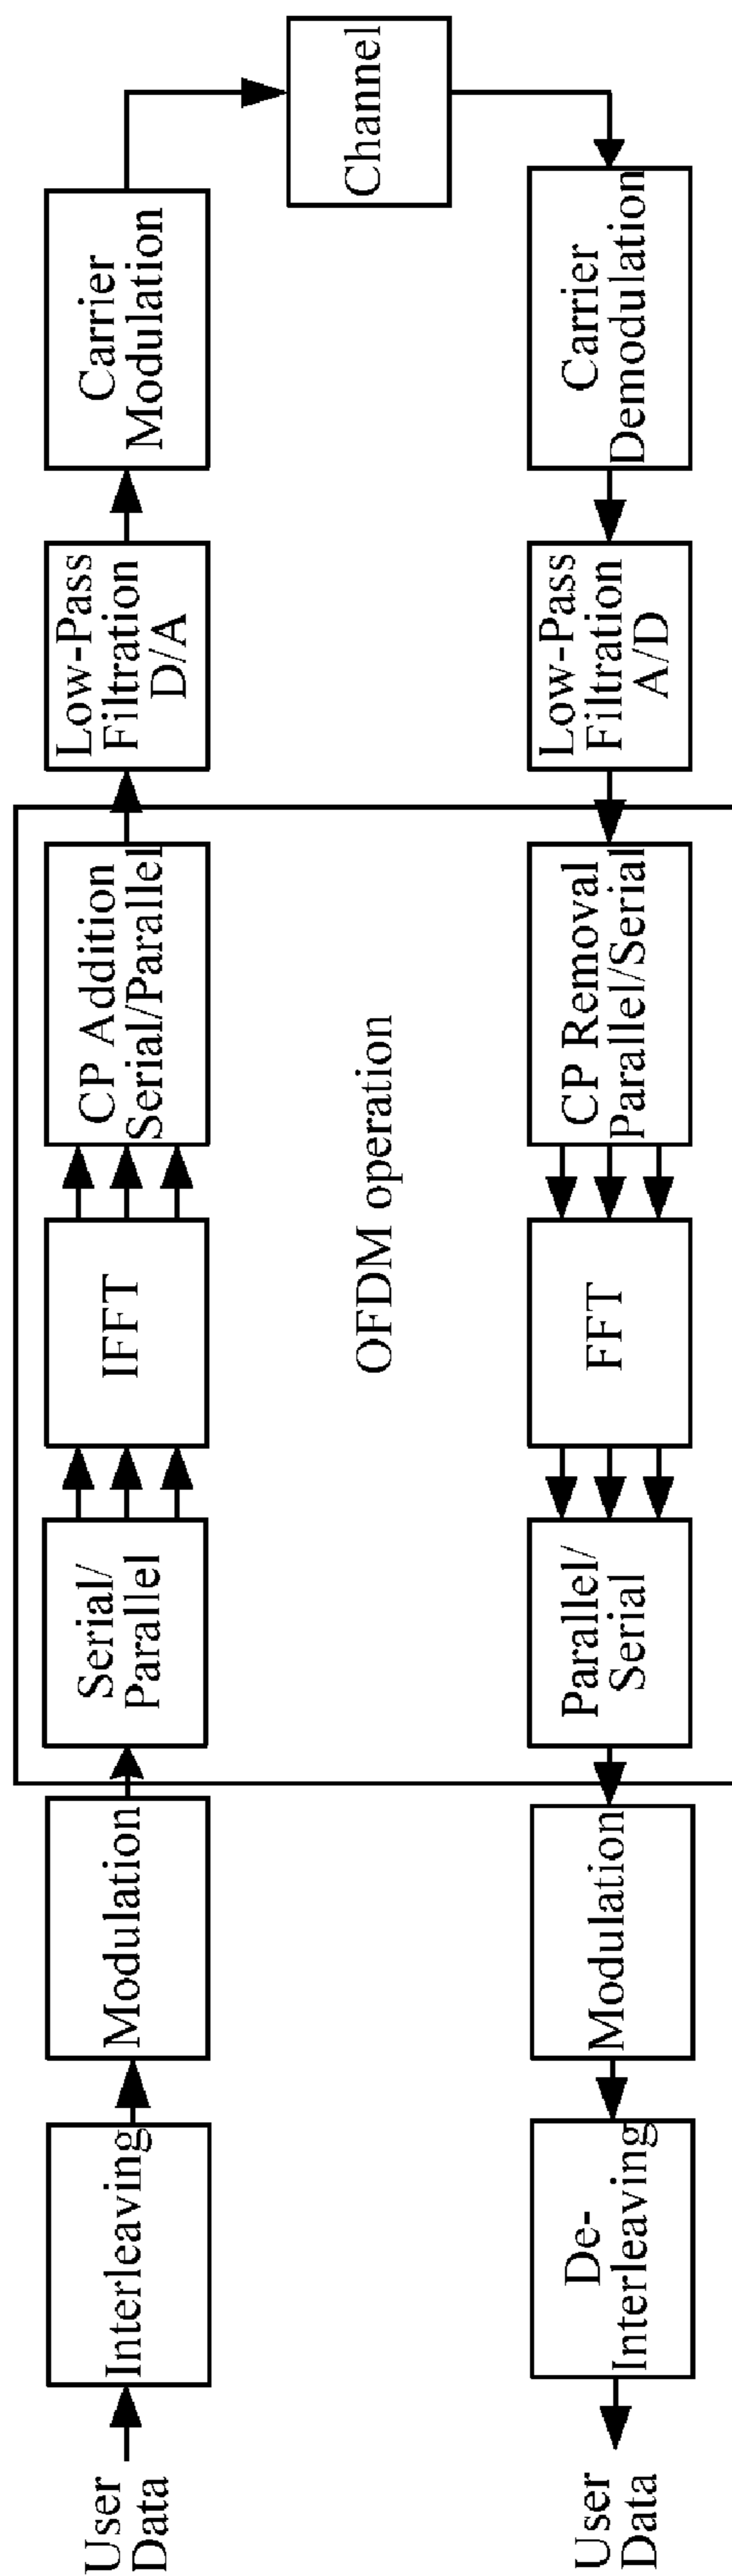 User
Data
Interleaving
Modulation
Serial/
Parallel
IFFT
CP Addition
Serial/Parallel
Low-Pass
Filtration
D/A
Carrier
Modulation
Channel
OFDM operation
User
Data
De-
Interleaving
Modulation
Parallel/
Serial
FFT
CP Removal
Parallel/Serial
Low-Pass
Filtration
A/D
Carrier
Demodulation